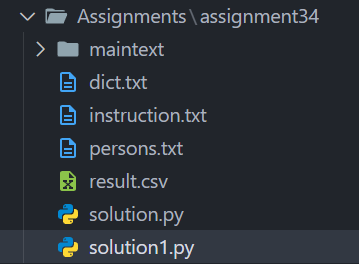 Assignments\assignment34
maintext
dict.txt
instruction.txt
persons.txt
result.csv
solution.py
solution1.py